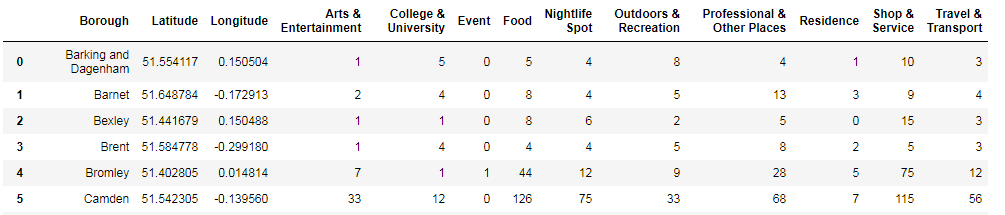 Borough Latitude Longitude Arts & Entertainment College & University Event Food Nightlife Spot Outdoors & Recreation Professional & Other Places Residence Shop & Service Travel & Transport
0 Barking and Dagenham 51.554117 0.150504 1 5 0 5 4 8 4 1 10 3
1 Barnet 51.648784 -0.172913 2 4 0 8 4 5 13 3 9 4
2 Bexley 51.441679 0.150488 1 1 0 8 6 2 5 0 15 3
3 Brent 51.584778 -0.299180 1 4 0 4 4 5 8 2 5 3
4 Bromley 51.402805 0.014814 7 1 1 44 12 9 28 5 75 12
5 Camden 51.542305 -0.139560 33 12 0 126 75 33 68 7 115 56